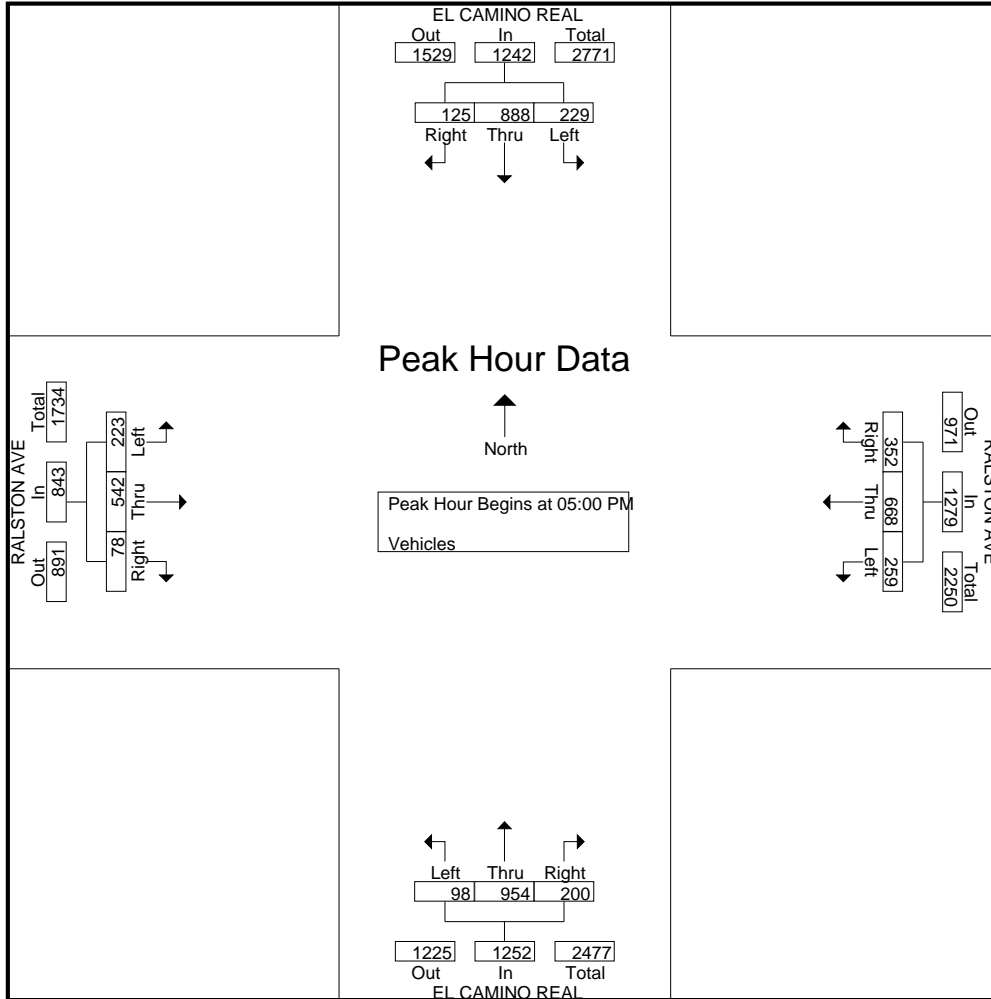 EL CAMINO REAL
Out In Total
1529 1242 2771
125 888 229
Right Thru Left
Peak Hour Data
North
Peak Hour Begins at 05:00 PM
Vehicles
RALSTON AVE
Out In Total
891 843 1734
223 542 78
Left Thru Right
RALSTON AVE
Out In Total
971 1279 2250
352 668 259
Right Thru Left
Left Thru Right
98 954 200
1225 1252 2477
Out In Total
EL CAMINO REAL